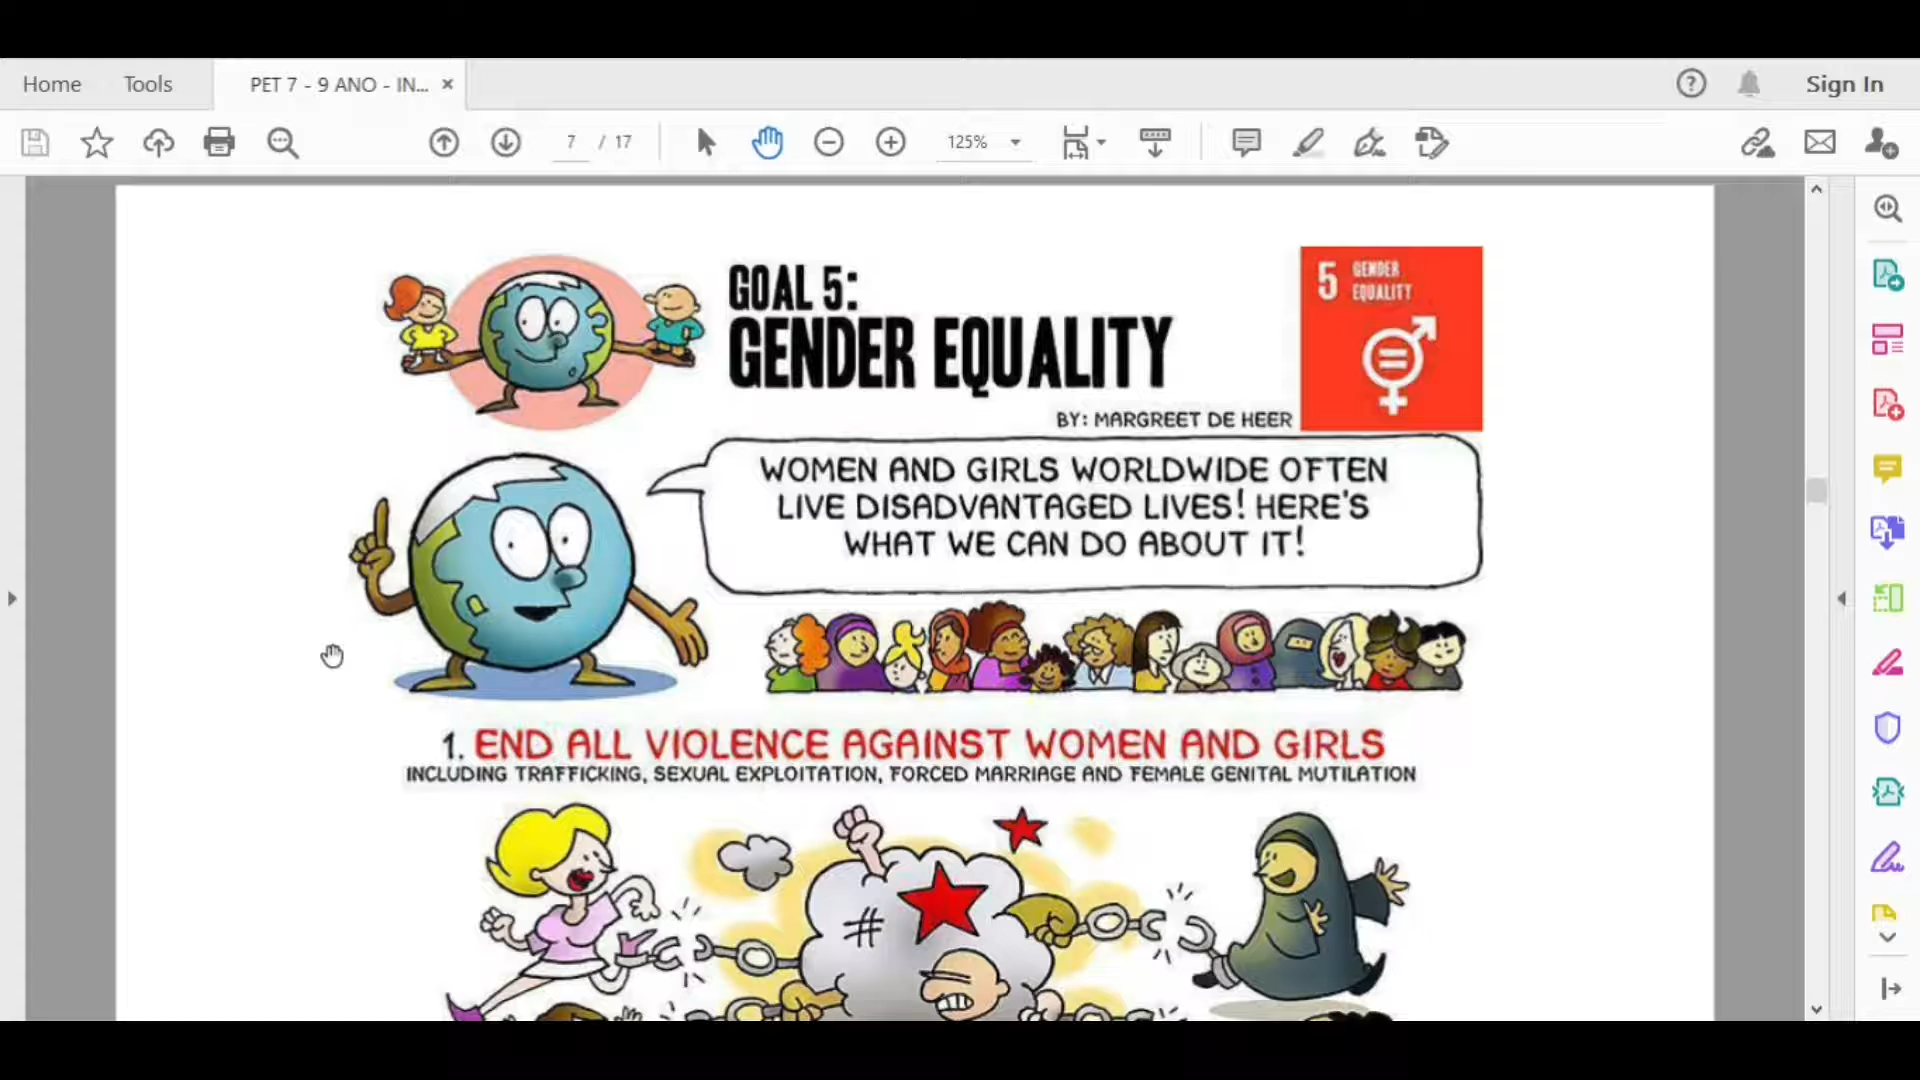 Home
Tools
PET 7 - 9 ANO - IN...
Sign In
7 / 17
125%
GOAL 5:
GENDER EQUALITY
BY: MARGREET DE HEER
5 GENDER
EQUALITY
WOMEN AND GIRLS WORLDWIDE OFTEN
LIVE DISADVANTAGED LIVES! HERE'S
WHAT WE CAN DO ABOUT IT!
1. END ALL VIOLENCE AGAINST WOMEN AND GIRLS
INCLUDING TRAFFICKING, SEXUAL EXPLOITATION, FORCED MARRIAGE AND FEMALE GENITAL MUTILATION
#